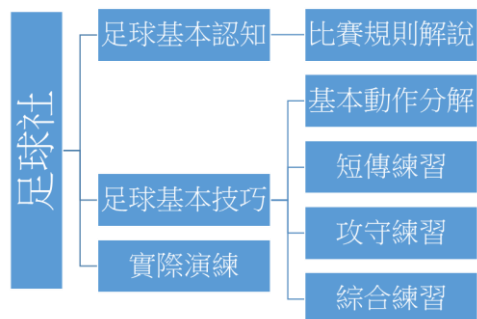 足球社
足球基本認知
比賽規則解說
足球基本技巧
基本動作分解
短傳練習
攻守練習
綜合練習
實際演練